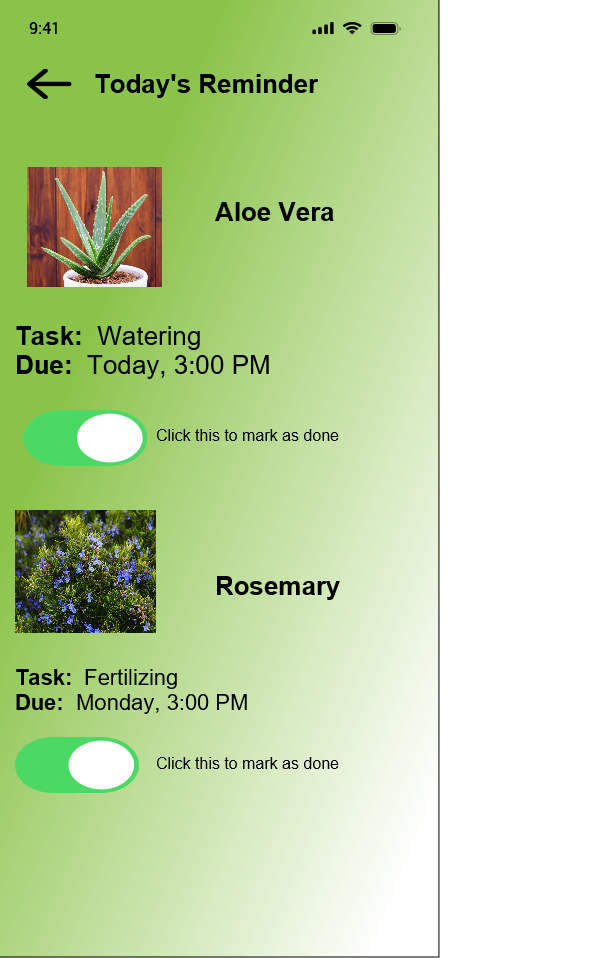 9:41
Today's Reminder
Aloe Vera
Task: Watering
Due: Today, 3:00 PM
Click this to mark as done
Rosemary
Task: Fertilizing
Due: Monday, 3:00 PM
Click this to mark as done